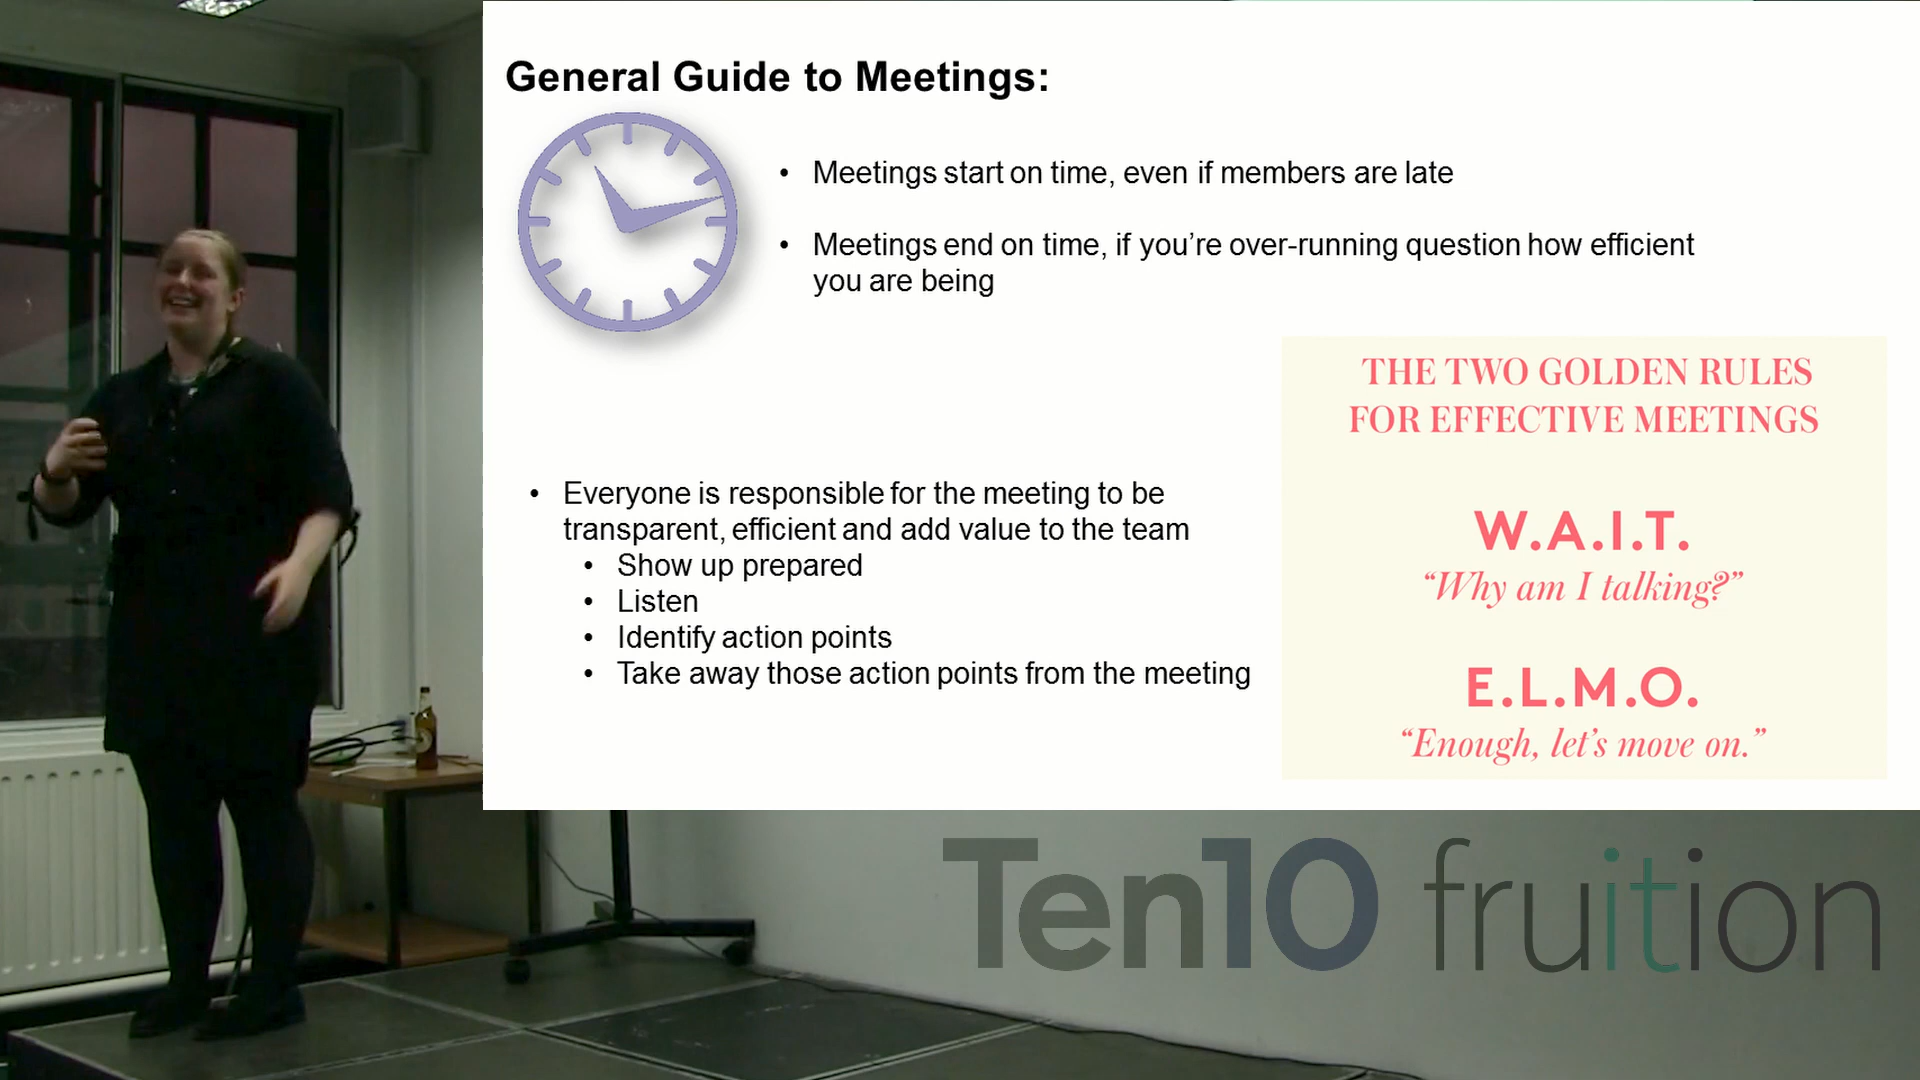 General Guide to Meetings:
• Meetings start on time, even if members are late
• Meetings end on time, if you’re over-running question how efficient
you are being
• Everyone is responsible for the meeting to be
transparent, efficient and add value to the team
• Show up prepared
• Listen
• Identify action points
• Take away those action points from the meeting
THE TWO GOLDEN RULES
FOR EFFECTIVE MEETINGS
W.A.I.T.
“Why am I talking?”
E.L.M.O.
“Enough, let’s move on.”
Ten10 fruition